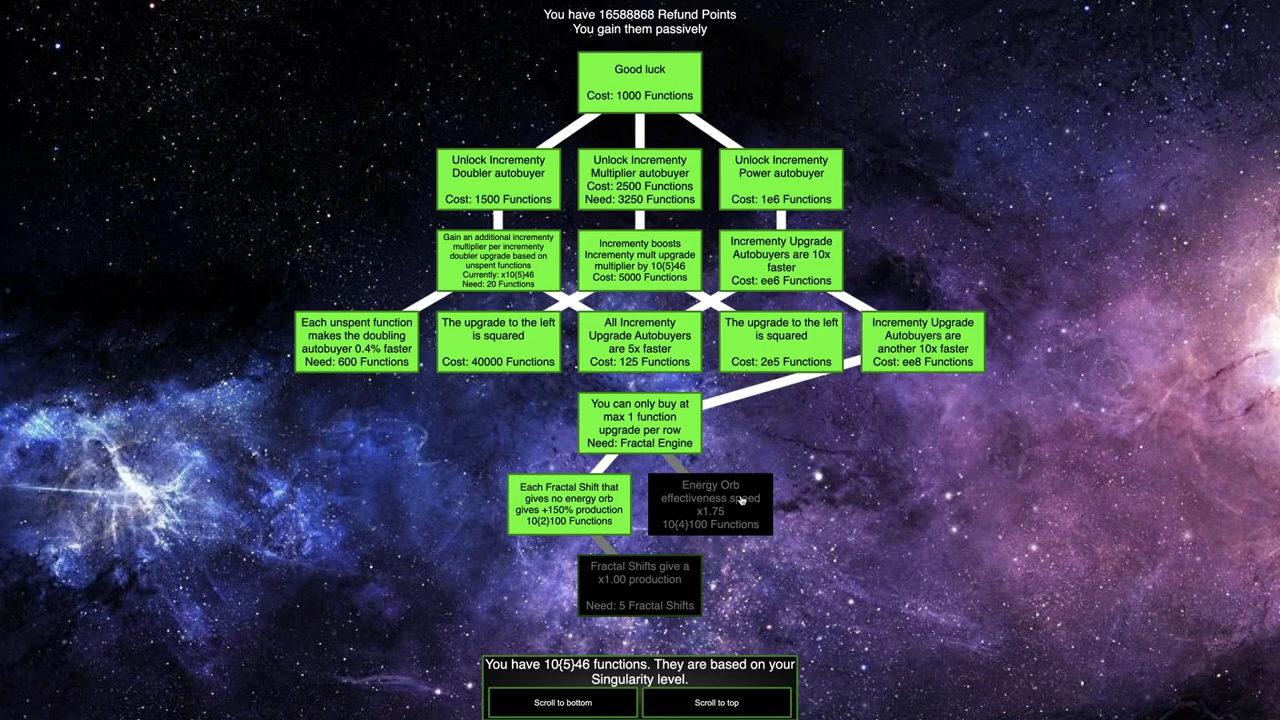 You have 16588868 Refund Points
You gain them passively
Good luck
Cost: 1000 Functions
Unlock Incrementy
Doubler autobuyer
Cost: 1500 Functions
Unlock Incrementy
Multiplier autobuyer
Cost: 2500 Functions
Need: 3250 Functions
Unlock Incrementy
Power autobuyer
Cost: 1e6 Functions
Gain an additional incrementy
multiplier per incrementy
doubler upgrade based on
unspent functions
Currently: x10{5}46
Need: 20 Functions
Incrementy boosts
Incrementy mult upgrade
multiplier by 10{5}46
Cost: 5000 Functions
Incrementy Upgrade
Autobuyers are 10x
faster
Cost: ee6 Functions
Each unspent function
makes the doubling
autobuyer 0.4% faster
Need: 600 Functions
The upgrade to the left
is squared
Cost: 40000 Functions
All Incrementy
Upgrade Autobuyers
are 5x faster
Cost: 125 Functions
The upgrade to the left
is squared
Cost: 2e5 Functions
Incrementy Upgrade
Autobuyers are
another 10x faster
Cost: ee8 Functions
You can only buy at
max 1 function
upgrade per row
Need: Fractal Engine
Each Fractal Shift that
gives no energy orb
gives +150% production
10{2}100 Functions
Energy Orb
effectiveness speed
x1.75
10{4}100 Functions
Fractal Shifts give a
x1.00 production
Need: 5 Fractal Shifts
You have 10{5}46 functions. They are based on your
Singularity level.
Scroll to bottom
Scroll to top